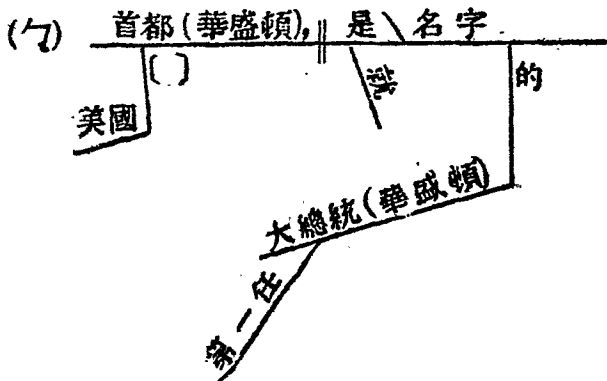 (ㄅ) 首都(華盛頓), 是 名字
( ) 就 的
美國
大總統(華盛頓)
第一任